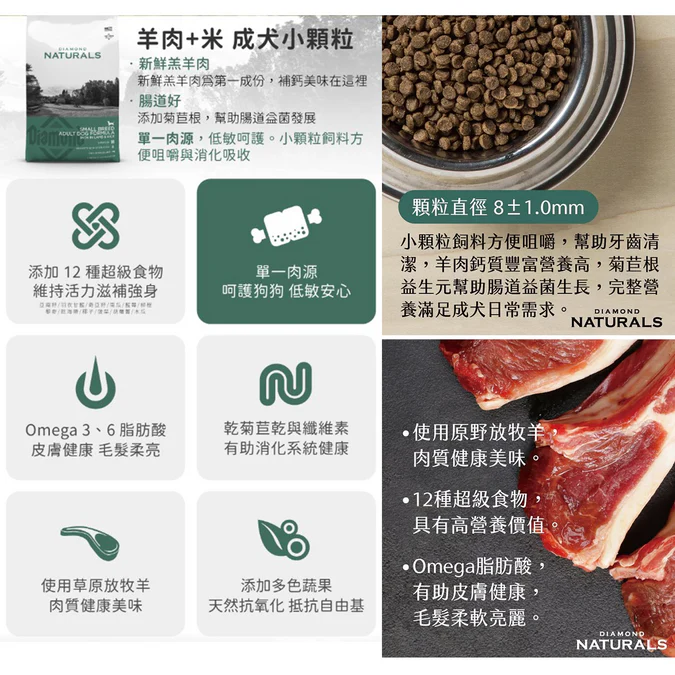 DIAMOND
NATURALS
SMALL BREED
ADULT DOG FORMULA
羊肉+米 成犬小顆粒
· 新鮮羔羊肉
新鮮羔羊肉為第一成份，補鈣美味在這裡
· 腸道好
添加菊苣根，幫助腸道益菌發展
單一肉源，低敏呵護。小顆粒飼料方
便咀嚼與消化吸收
添加 12 種超級食物
維持活力滋補強身
單一肉源
呵護狗狗 低敏安心
Omega 3、6 脂肪酸
皮膚健康 毛髮柔亮
乾菊苣乾與纖維素
有助消化系統健康
使用草原放牧羊
肉質健康美味
添加多色蔬果
天然抗氧化 抵抗自由基
顆粒直徑 8±1.0mm
小顆粒飼料方便咀嚼，幫助牙齒清
潔，羊肉鈣質豐富營養高，菊苣根
益生元幫助腸道益菌生長，完整營
養滿足成犬日常需求。
DIAMOND
NATURALS
•使用原野放牧羊，
肉質健康美味。
•12種超級食物，
具有高營養價值。
•Omega脂肪酸，
有助皮膚健康，
毛髮柔軟亮麗。
DIAMOND
NATURALS